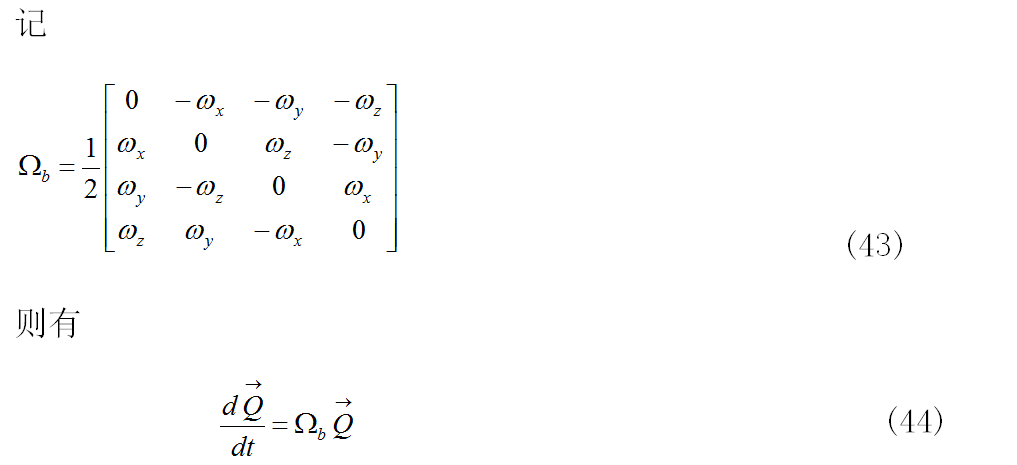 记
Ω_b = 1/2 [
0 −ω_x −ω_y −ω_z
ω_x 0 ω_z −ω_y
ω_y −ω_z 0 ω_x
ω_z ω_y −ω_x 0
] (43)
则有
dQ⃗/dt = Ω_b Q⃗ (44)